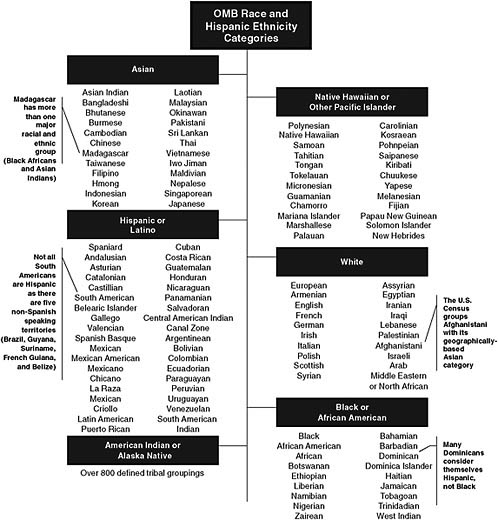 OMB Race and
Hispanic Ethnicity
Categories
Asian
Asian Indian
Bangladeshi
Bhutanese
Burmese
Cambodian
Chinese
Madagascar
Taiwanese
Filipino
Hmong
Indonesian
Korean
Laotian
Malaysian
Okinawan
Pakistani
Sri Lankan
Thai
Vietnamese
Iwo Jiman
Maldivian
Nepalese
Singaporean
Japanese
Madagascar
has more
than one
major
racial and
ethnic
group
(Black Africans
and Asian
Indians)
Hispanic or
Latino
Spaniard
Andalusian
Asturian
Catalonian
Castillian
South American
Belearic Islander
Gallego
Valencian
Spanish Basque
Mexican
Mexican American
Mexicano
Chicano
La Raza
Mexican
Criollo
Latin American
Puerto Rican
Cuban
Costa Rican
Guatemalan
Honduran
Nicaraguan
Panamanian
Salvadoran
Central American Indian
Canal Zone
Argentinean
Bolivian
Colombian
Ecuadorian
Paraguayan
Peruvian
Uruguayan
Venezuelan
South American
Indian
Not all
South
Americans
are Hispanic
as there
are five
non-Spanish
speaking
territories
(Brazil, Guyana,
Suriname,
French Guiana,
and Belize)
American Indian or
Alaska Native
Over 800 defined tribal groupings
Native Hawaiian or
Other Pacific Islander
Polynesian
Native Hawaiian
Samoan
Tahitian
Tongan
Tokelauan
Micronesian
Guamanian
Chamorro
Mariana Islander
Marshallese
Palauan
Carolinian
Kosraean
Pohnpeian
Saipanese
Kiribati
Chuukese
Yapese
Melanesian
Fijian
Papau New Guinean
Solomon Islander
New Hebrides
White
European
Armenian
English
French
German
Irish
Italian
Polish
Scottish
Syrian
Assyrian
Egyptian
Iranian
Iraqi
Lebanese
Palestinian
Afghanistani
Israeli
Arab
Middle Eastern
or North African
The U.S.
Census
groups
Afghanistani
with its
geographically-
based
Asian
category
Black or
African American
Black
African American
African
Botswanan
Ethiopian
Liberian
Namibian
Nigerian
Zairean
Bahamian
Barbadian
Dominican
Dominica Islander
Haitian
Jamaican
Tobagoan
Trinidadian
West Indian
Many
Dominicans
consider
themselves
Hispanic,
not Black